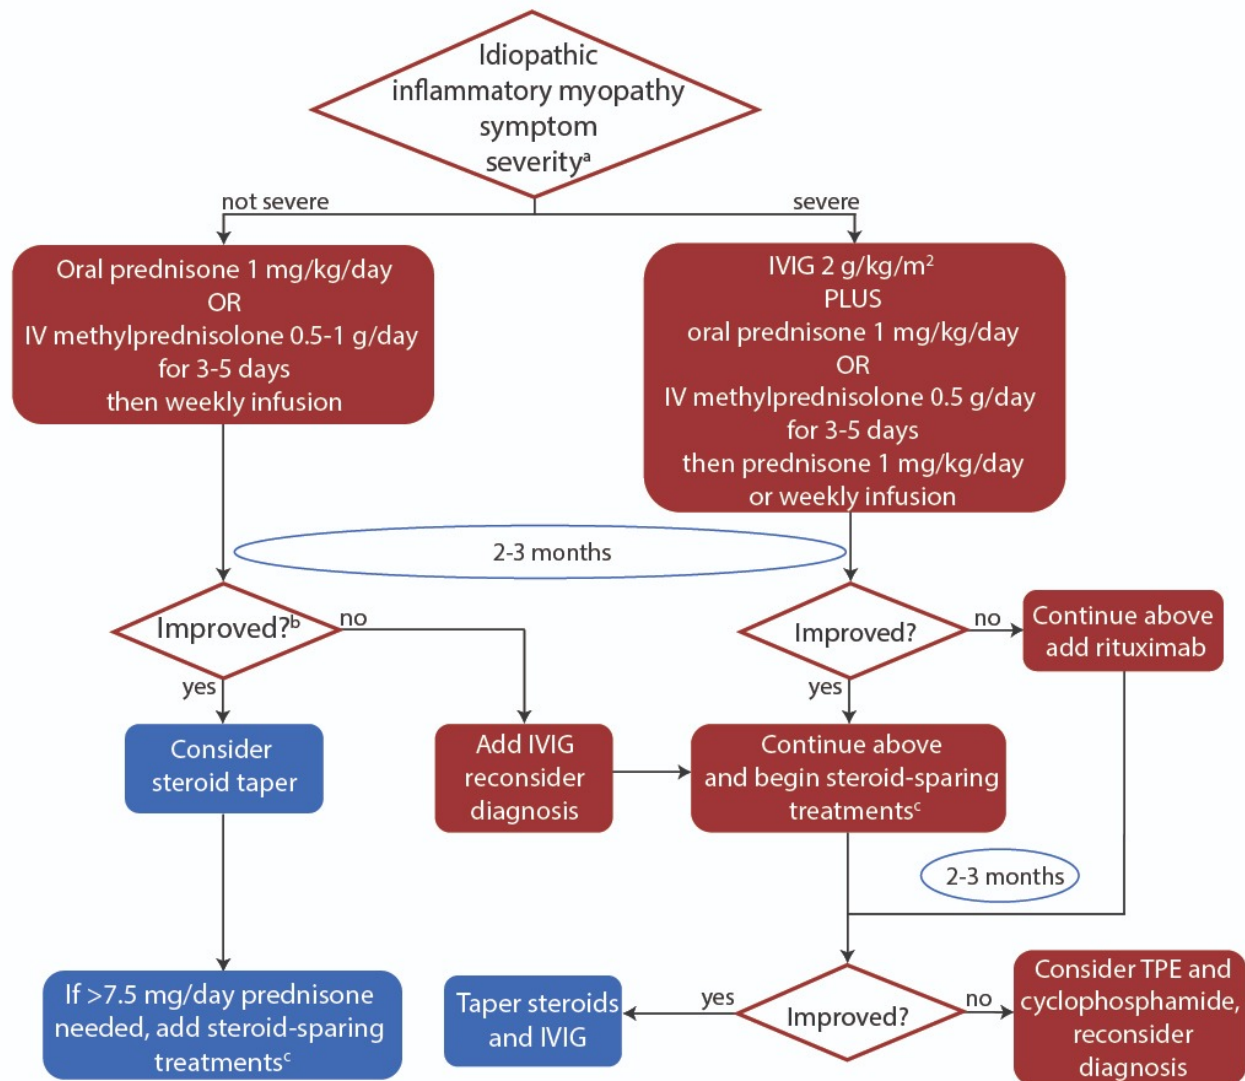 Idiopathic
inflammatory myopathy
symptom
severityᵃ
not severe
severe
Oral prednisone 1 mg/kg/day
OR
IV methylprednisolone 0.5-1 g/day
for 3-5 days
then weekly infusion
IVIG 2 g/kg/m²
PLUS
oral prednisone 1 mg/kg/day
OR
IV methylprednisolone 0.5 g/day
for 3-5 days
then prednisone 1 mg/kg/day
or weekly infusion
2-3 months
Improved?ᵇ
no
yes
Improved?
no
yes
Continue above
add rituximab
Consider
steroid taper
Add IVIG
reconsider
diagnosis
Continue above
and begin steroid-sparing
treatmentsᶜ
2-3 months
If >7.5 mg/day prednisone
needed, add steroid-sparing
treatmentsᶜ
Taper steroids
and IVIG
yes
Improved?
no
Consider TPE and
cyclophosphamide,
reconsider
diagnosis